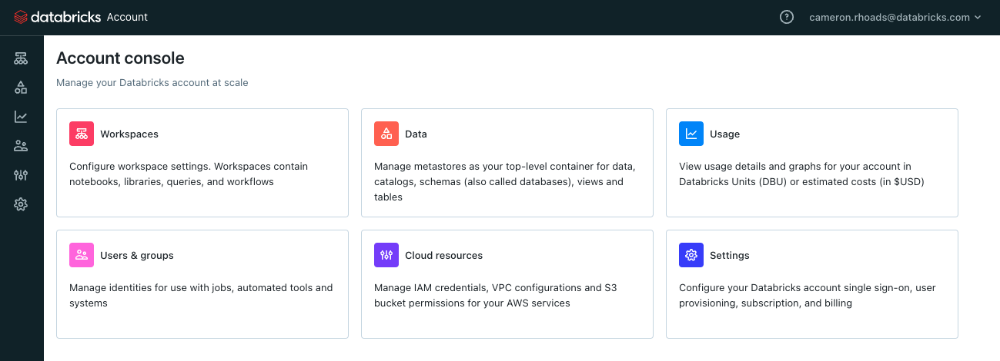 databricks Account
cameron.rhoads@databricks.com
Account console
Manage your Databricks account at scale
Workspaces
Configure workspace settings. Workspaces contain
notebooks, libraries, queries, and workflows
Data
Manage metastores as your top-level container for data,
catalogs, schemas (also called databases), views and
tables
Usage
View usage details and graphs for your account in
Databricks Units (DBU) or estimated costs (in $USD)
Users & groups
Manage identities for use with jobs, automated tools and
systems
Cloud resources
Manage IAM credentials, VPC configurations and S3
bucket permissions for your AWS services
Settings
Configure your Databricks account single sign-on, user
provisioning, subscription, and billing